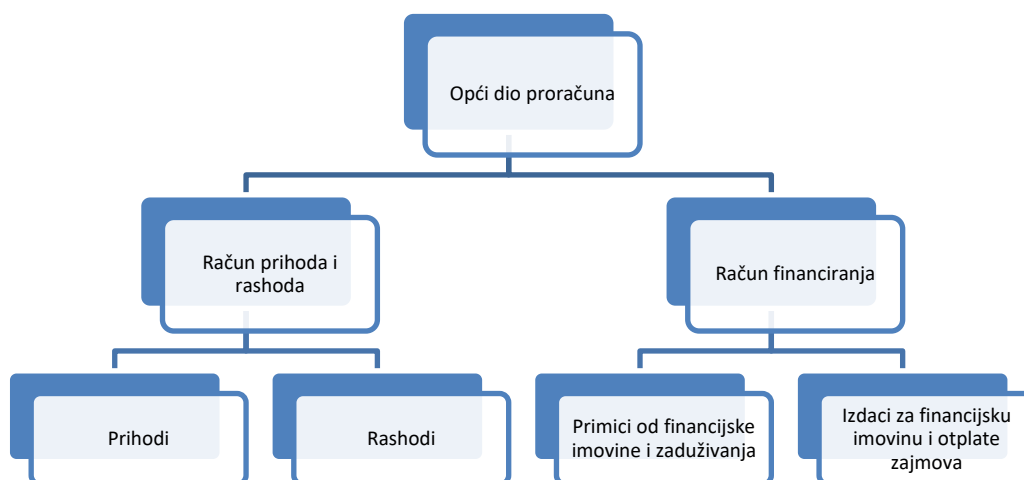 Opći dio proračuna
Račun prihoda i
rashoda
Račun financiranja
Prihodi
Rashodi
Primici od financijske
imovine i zaduživanja
Izdaci za financijsku
imovinu i otplate
zajmova